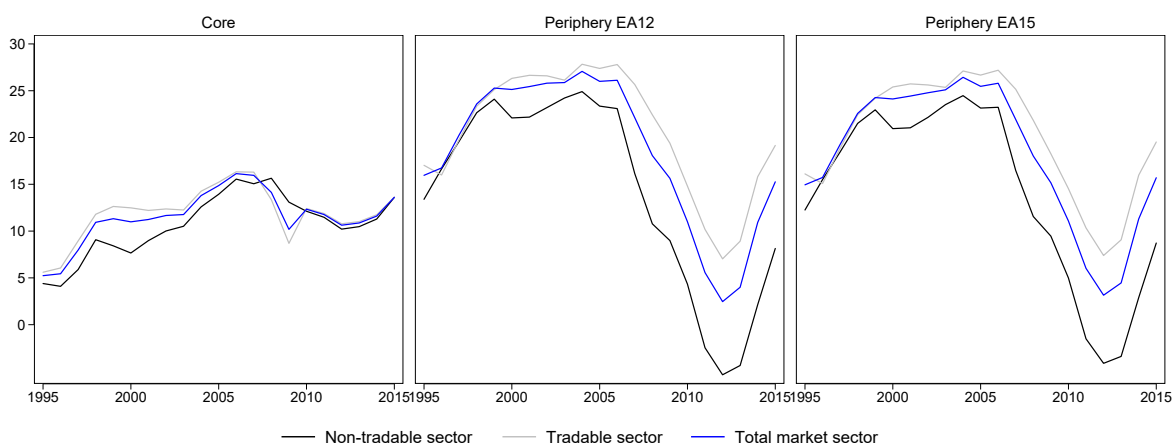 Core
Periphery EA12
Periphery EA15
30
25
20
15
10
5
0
1995 2000 2005 2010 2015
1995 2000 2005 2010 2015
1995 2000 2005 2010 2015
Non-tradable sector Tradable sector Total market sector